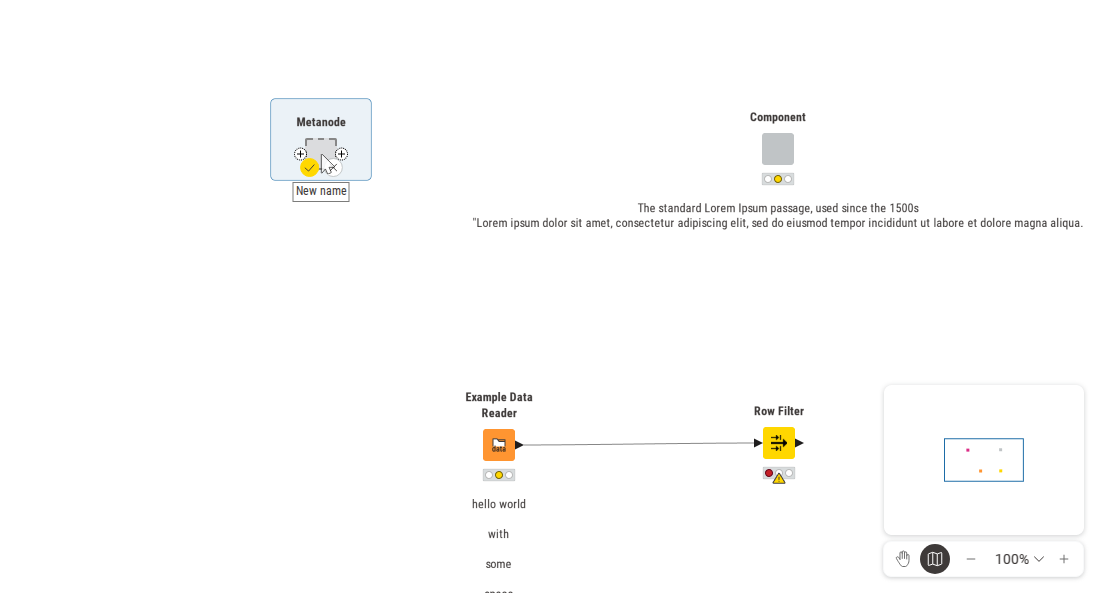 Metanode
New name
Component
The standard Lorem Ipsum passage, used since the 1500s
"Lorem ipsum dolor sit amet, consectetur adipiscing elit, sed do eiusmod tempor incididunt ut labore et dolore magna aliqua.
Example Data
Reader
data
hello world
with
some
Row Filter
100%